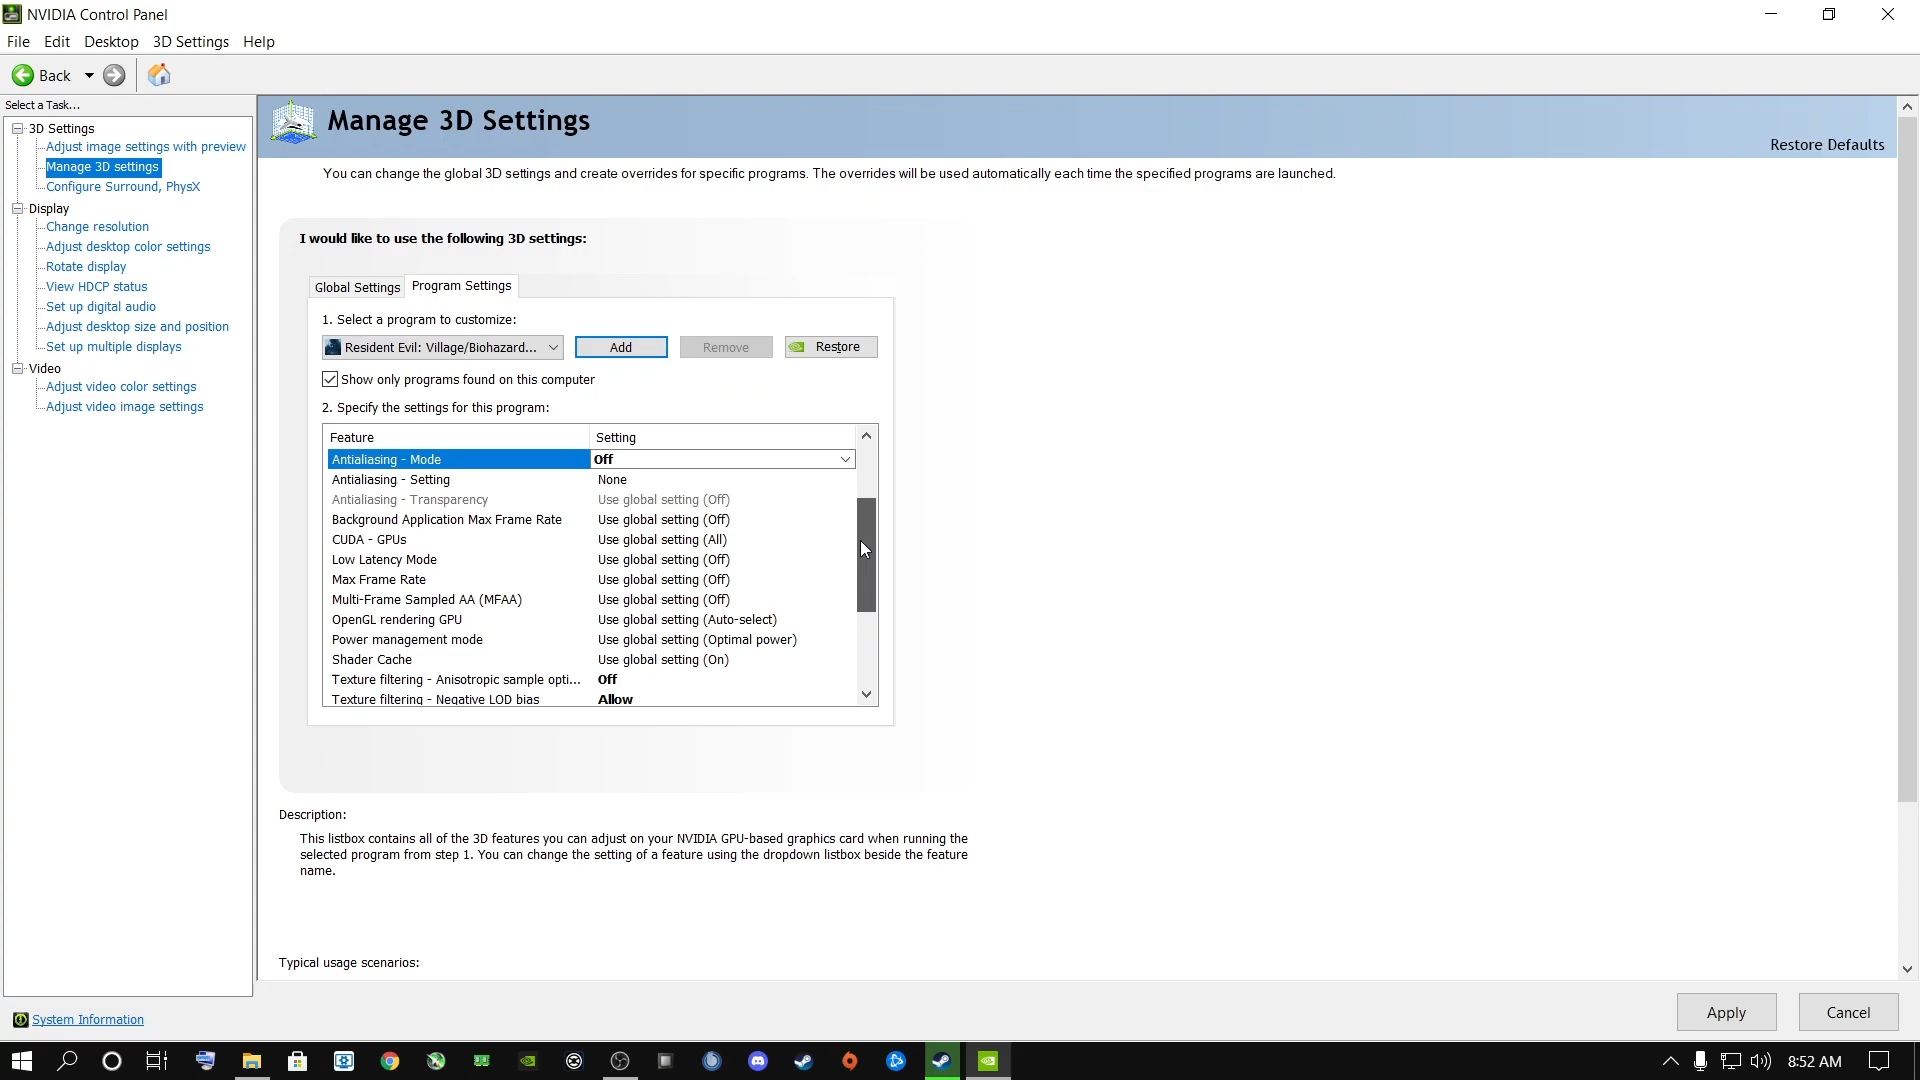 NVIDIA Control Panel
File Edit Desktop 3D Settings Help
Back
Select a Task...
3D Settings
Adjust image settings with preview
Manage 3D settings
Configure Surround, PhysX
Display
Change resolution
Adjust desktop color settings
Rotate display
View HDCP status
Set up digital audio
Adjust desktop size and position
Set up multiple displays
Video
Adjust video color settings
Adjust video image settings
System Information
Manage 3D Settings
Restore Defaults
You can change the global 3D settings and create overrides for specific programs. The overrides will be used automatically each time the specified programs are launched.
I would like to use the following 3D settings:
Global Settings Program Settings
1. Select a program to customize:
Resident Evil: Village/Biohazard... Add Remove Restore
Show only programs found on this computer
2. Specify the settings for this program:
Feature Setting
Antialiasing - Mode Off
Antialiasing - Setting None
Antialiasing - Transparency Use global setting (Off)
Background Application Max Frame Rate Use global setting (Off)
CUDA - GPUs Use global setting (All)
Low Latency Mode Use global setting (Off)
Max Frame Rate Use global setting (Off)
Multi-Frame Sampled AA (MFAA) Use global setting (Off)
OpenGL rendering GPU Use global setting (Auto-select)
Power management mode Use global setting (Optimal power)
Shader Cache Use global setting (On)
Texture filtering - Anisotropic sample opti... Off
Texture filtering - Negative LOD bias Allow
Description:
This listbox contains all of the 3D features you can adjust on your NVIDIA GPU-based graphics card when running the
selected program from step 1. You can change the setting of a feature using the dropdown listbox beside the feature
name.
Typical usage scenarios:
Apply Cancel
8:52 AM